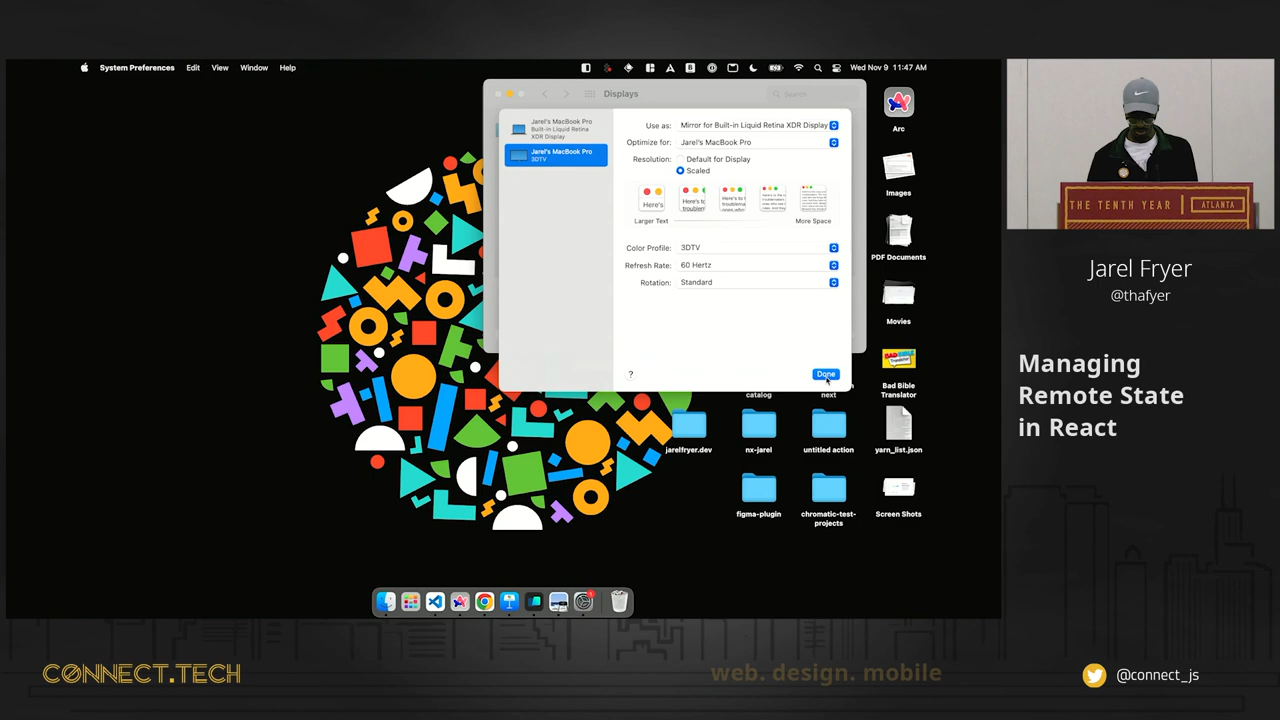 System Preferences Edit View Window Help
Wed Nov 9 11:47 AM
Displays
Search
Jarel's MacBook Pro
Built-in Liquid Retina
XDR Display
Jarel's MacBook Pro
3DTV
Use as: Mirror for Built-in Liquid Retina XDR Display
Optimize for: Jarel's MacBook Pro
Resolution: Default for Display
Scaled
Here's
Larger Text
More Space
Color Profile: 3DTV
Refresh Rate: 60 Hertz
Rotation: Standard
?
Done
Arc
Images
PDF Documents
Movies
BAD BIBLE
Translator
Bad Bible
Translator
catalog
next
jarelfryer.dev
nx-jarel
untitled action
yarn_list.json
figma-plugin
chromatic-test-
projects
Screen Shots
THE TENTH YEAR ATLANTA
Jarel Fryer
@thafyer
Managing
Remote State
in React
CONNECT.TECH
web. design. mobile
@connect_js